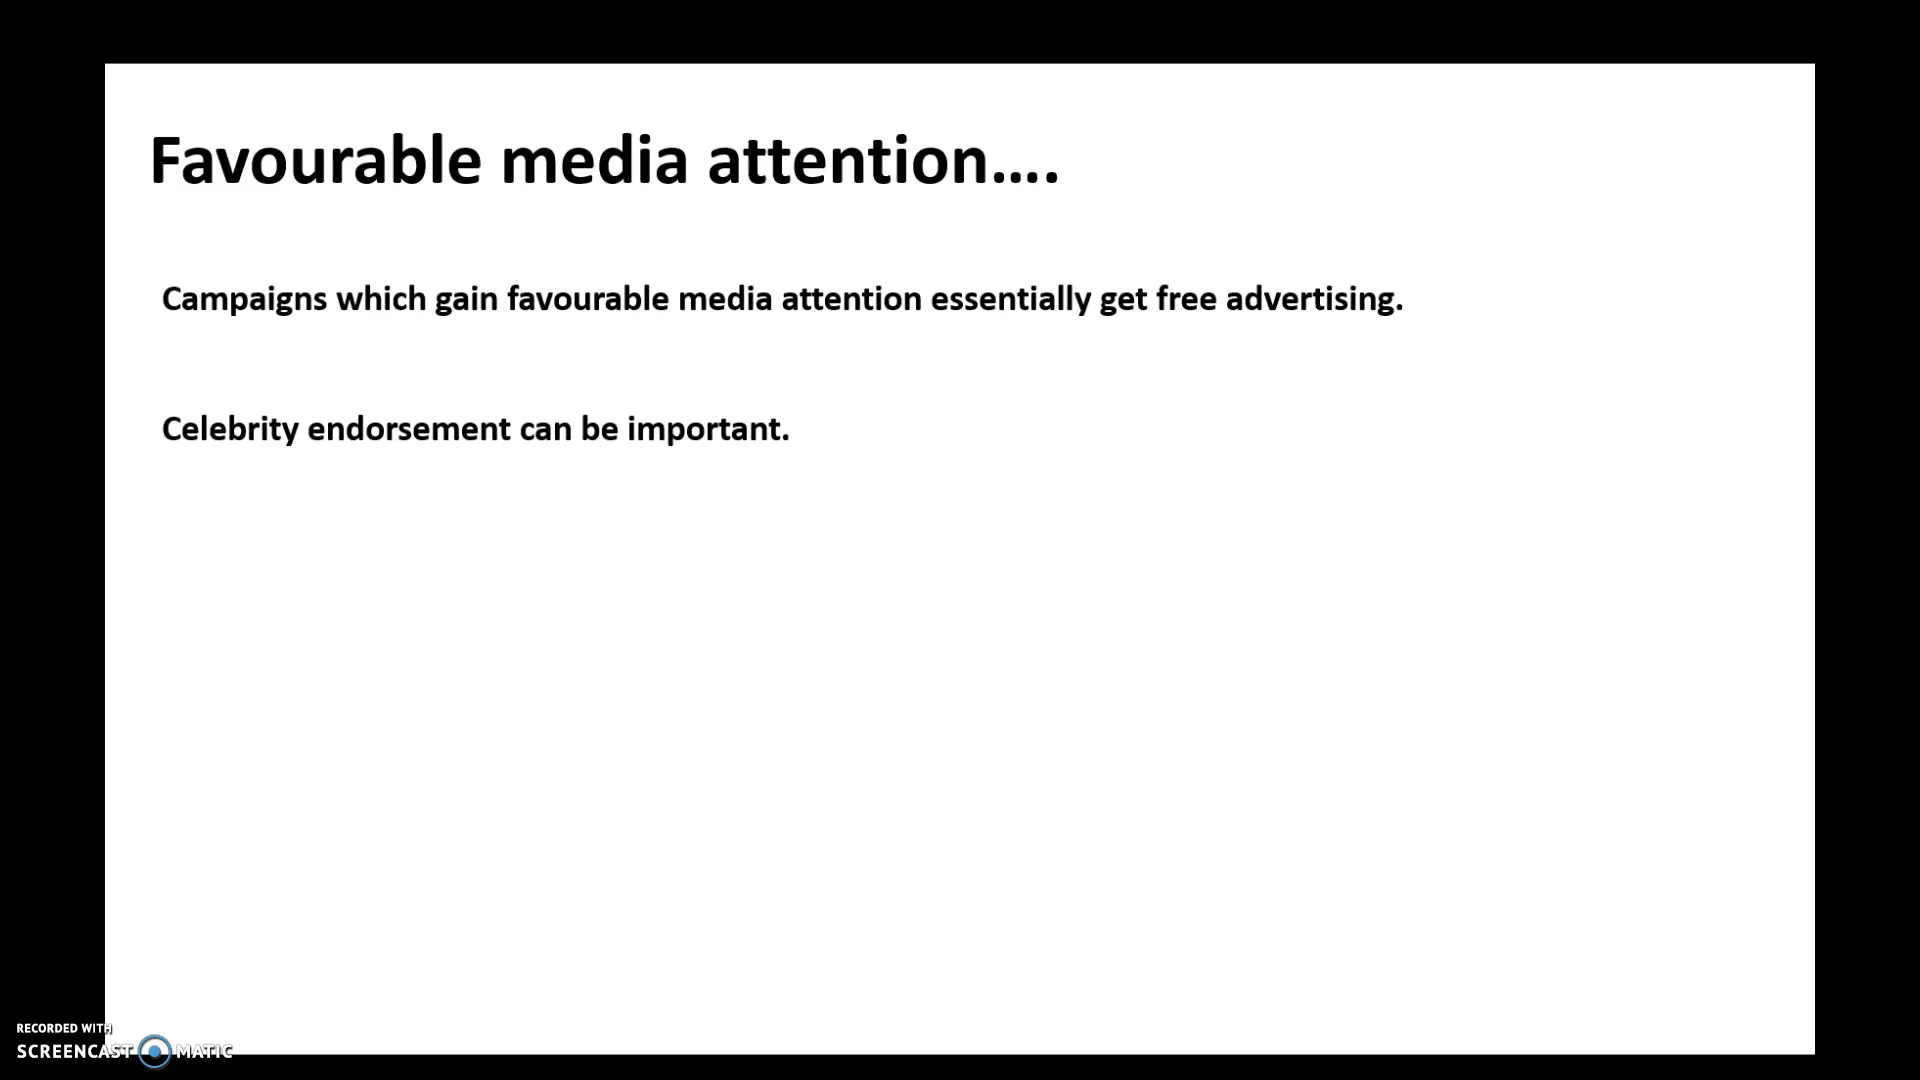 Favourable media attention....
Campaigns which gain favourable media attention essentially get free advertising.
Celebrity endorsement can be important.
RECORDED WITH
SCREENCAST MATIC